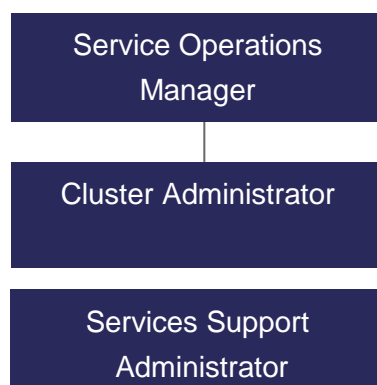 Service Operations
Manager
Cluster Administrator
Services Support
Administrator